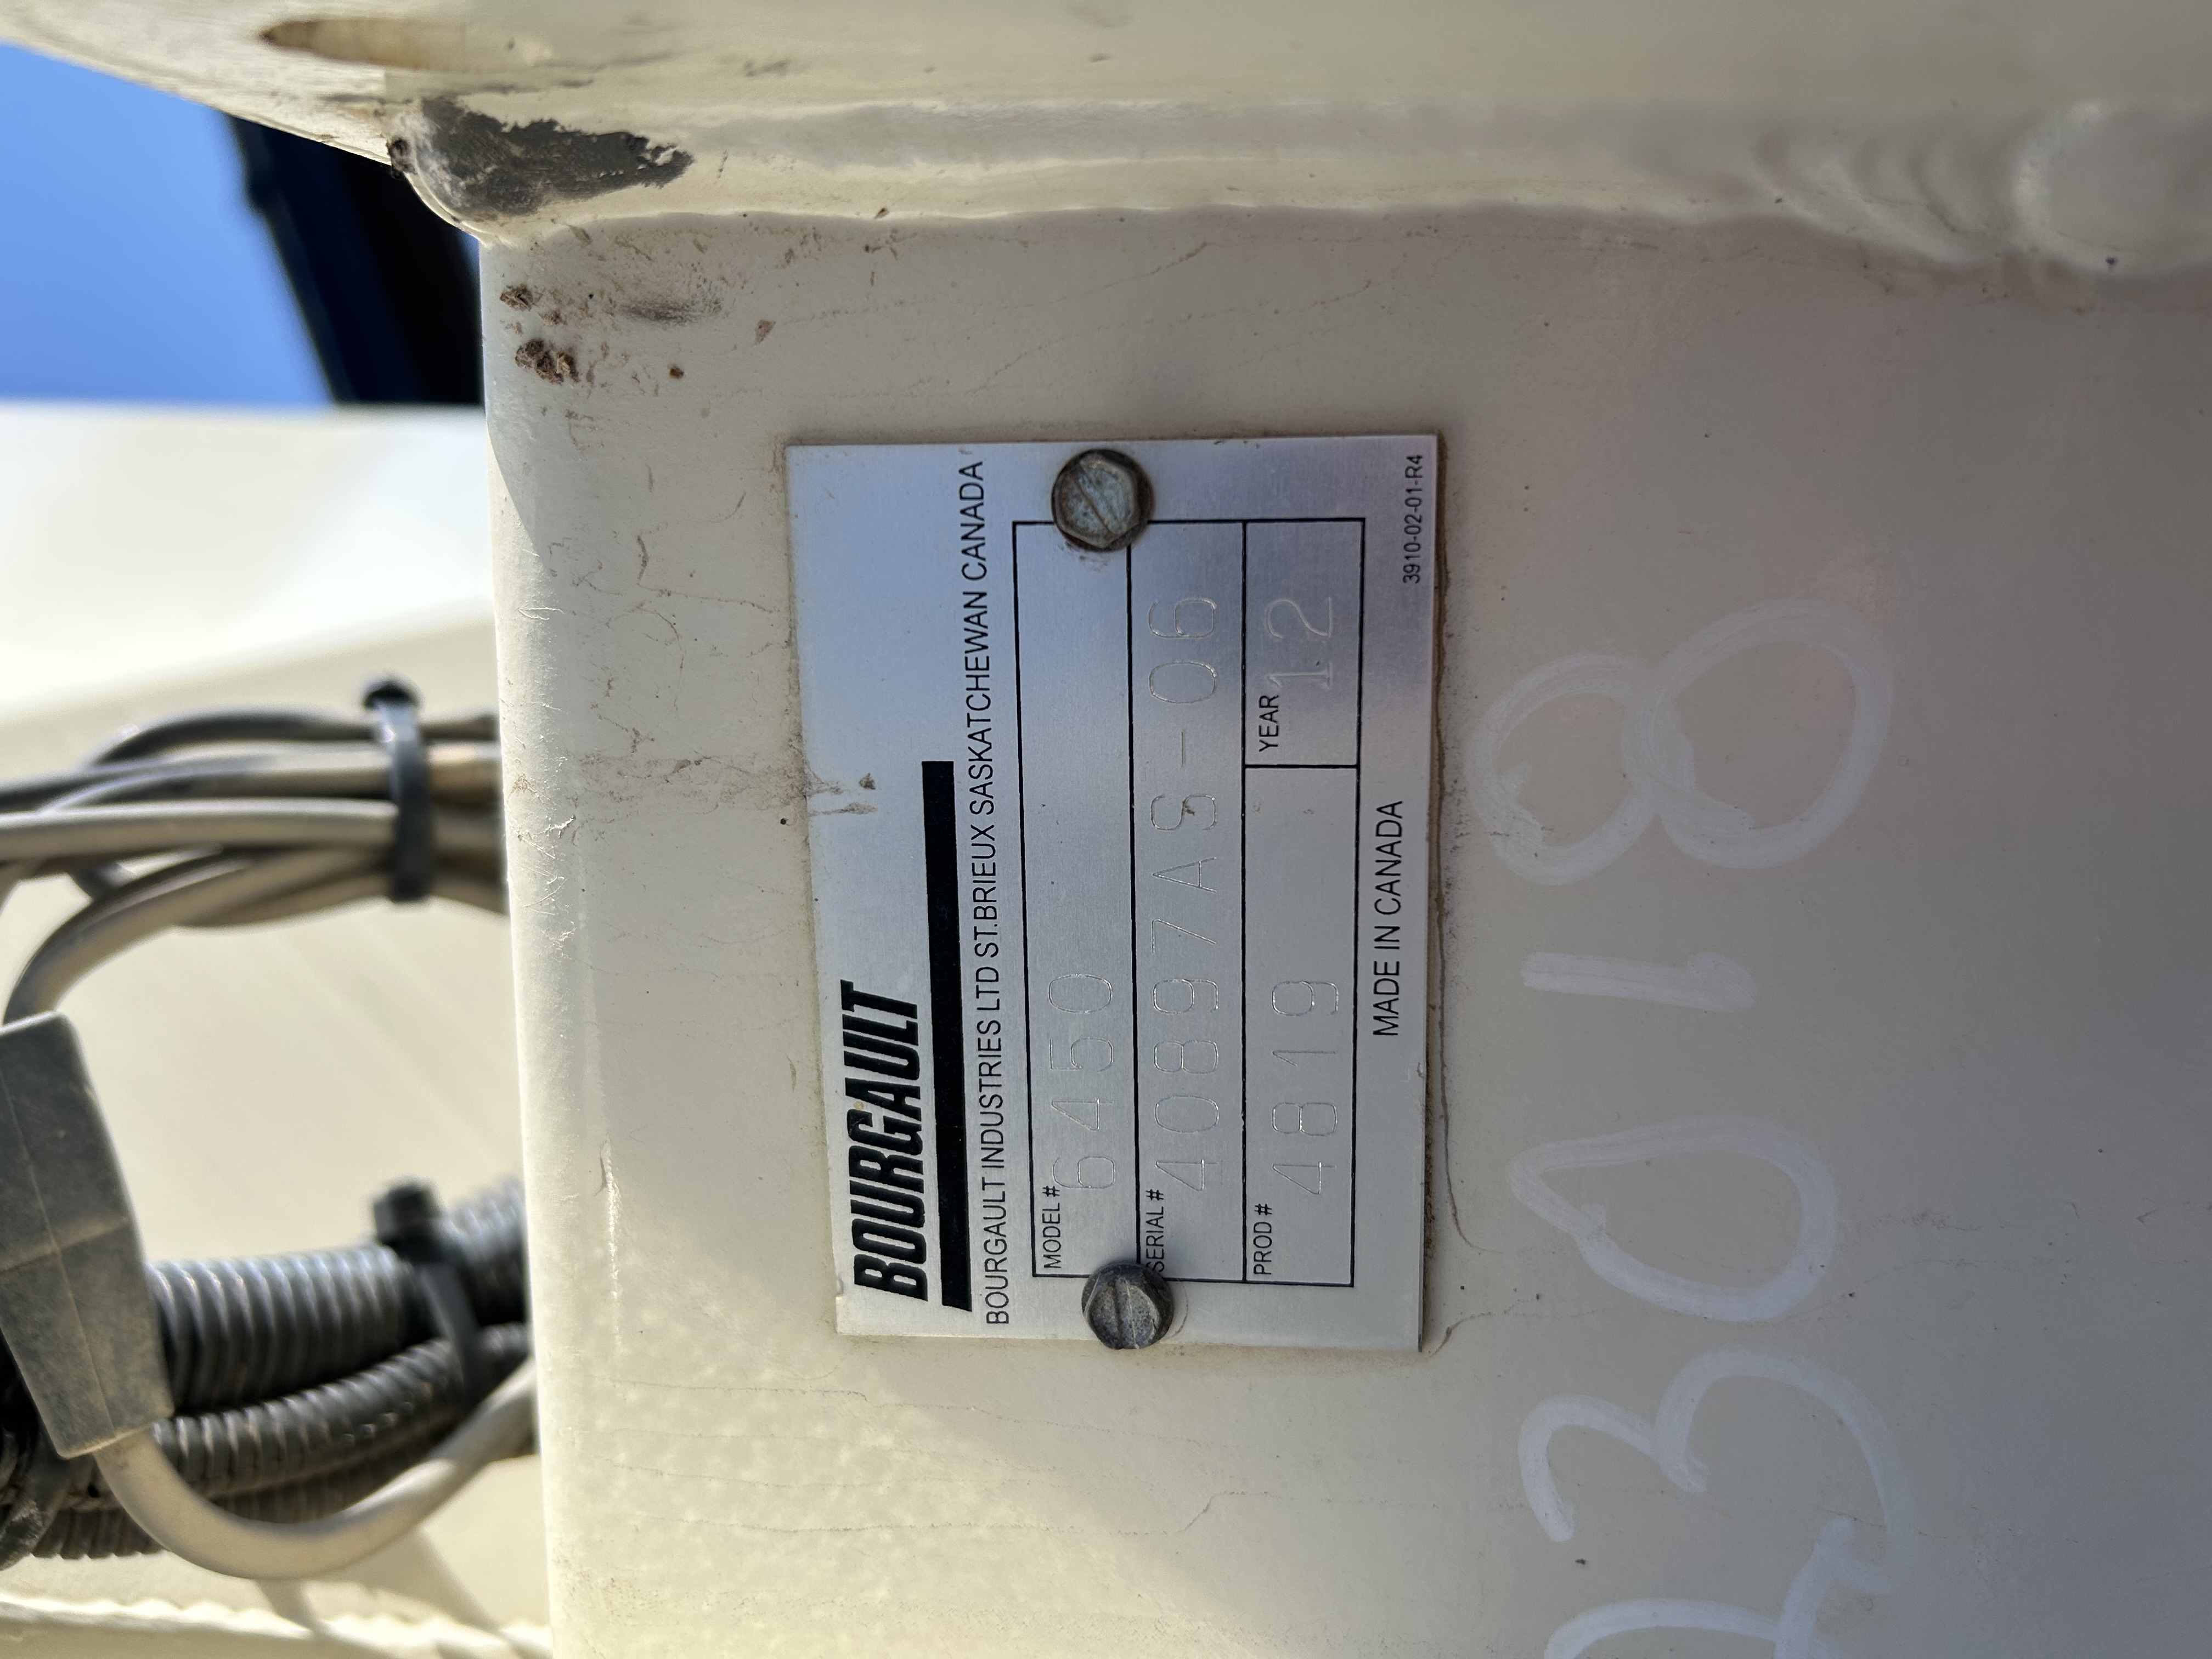 BOURGAULT
BOURGAULT INDUSTRIES LTD ST.BRIEUX SASKATCHEWAN CANADA
MODEL # 6450
SERIAL # 40897AS-06
PROD # 4819 YEAR 12
MADE IN CANADA
3910-02-01-R4
23018